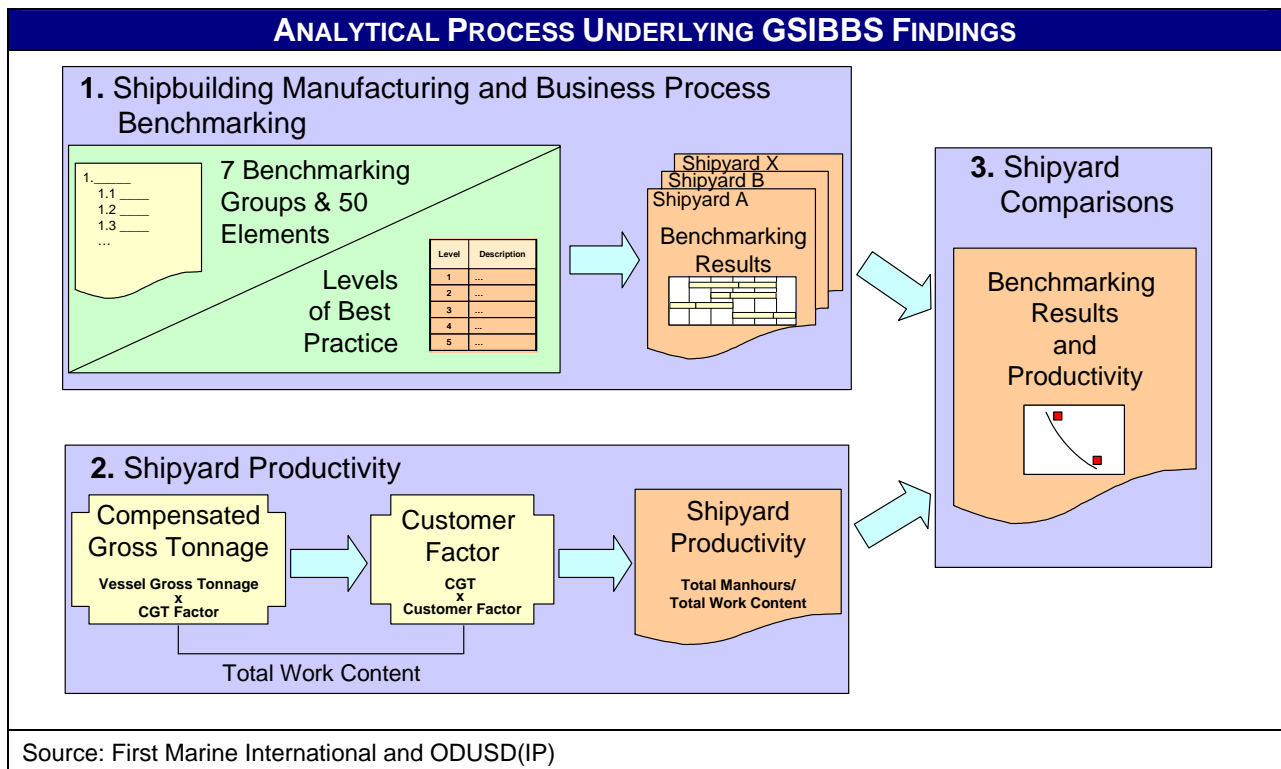 ANALYTICAL PROCESS UNDERLYING GSIBBS FINDINGS
1. Shipbuilding Manufacturing and Business Process
Benchmarking
1.______
1.1 ____
1.2 ____
1.3 ____
...
7 Benchmarking
Groups & 50
Elements
Levels
of Best
Practice
Level Description
1 ...
2 ...
3 ...
4 ...
5 ...
Shipyard X
Shipyard B
Shipyard A
Benchmarking
Results
2. Shipyard Productivity
Compensated
Gross Tonnage
Vessel Gross Tonnage
x
CGT Factor
Customer
Factor
CGT
x
Customer Factor
Total Work Content
Shipyard
Productivity
Total Manhours/
Total Work Content
3. Shipyard
Comparisons
Benchmarking
Results
and
Productivity
Source: First Marine International and ODUSD(IP)